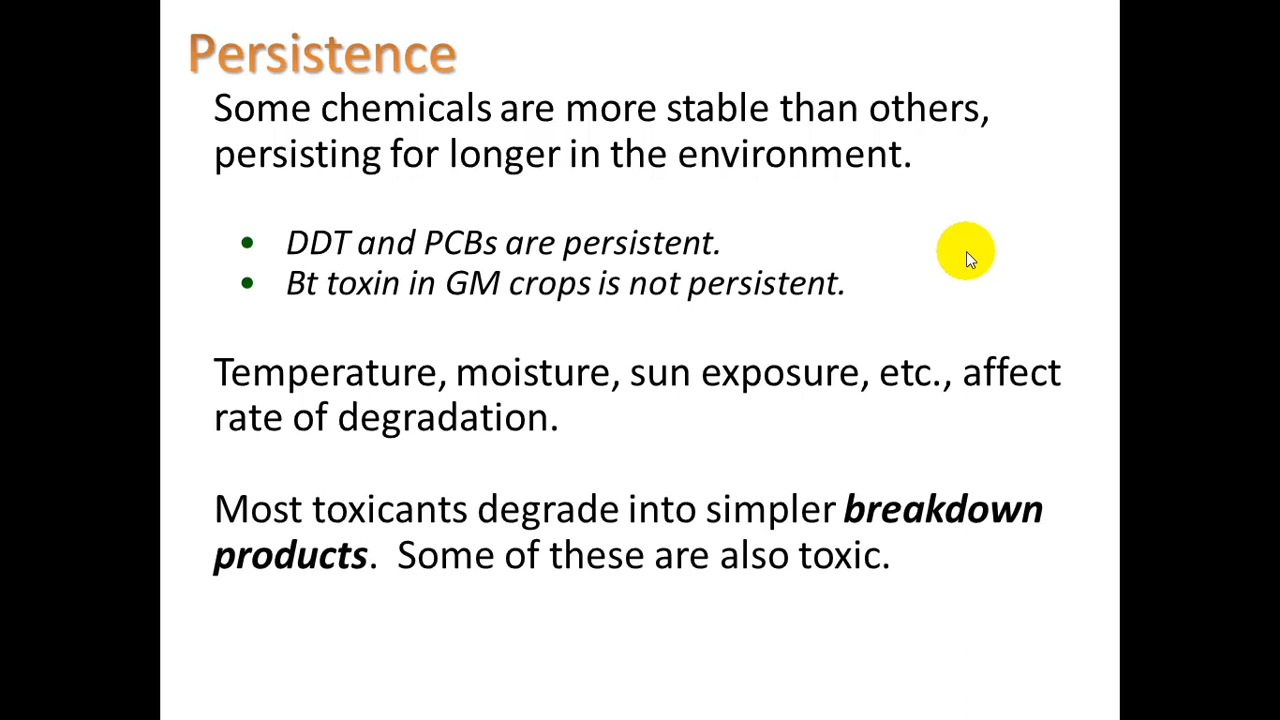 Persistence
Some chemicals are more stable than others,
persisting for longer in the environment.
• DDT and PCBs are persistent.
• Bt toxin in GM crops is not persistent.
Temperature, moisture, sun exposure, etc., affect
rate of degradation.
Most toxicants degrade into simpler breakdown
products.  Some of these are also toxic.